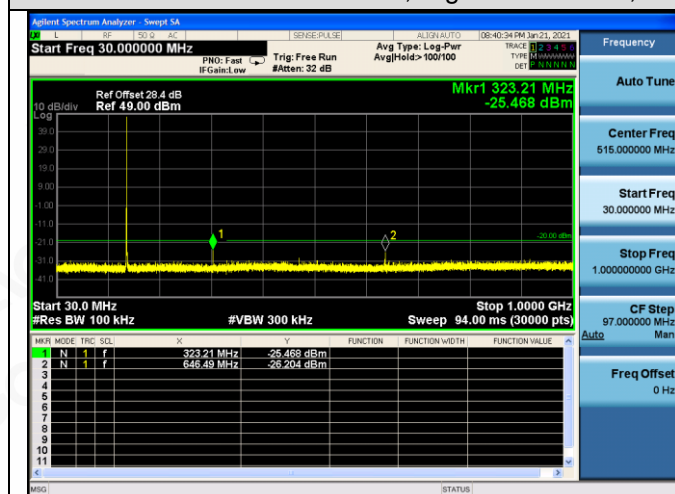 Agilent Spectrum Analyzer - Swept SA
LXI L RF 50 Ω AC SENSE:PULSE ALIGN AUTO 08:40:34 PM Jan 21, 2021
Start Freq 30.000000 MHz
PNO: Fast
IFGain:Low
Trig: Free Run
#Atten: 32 dB
Avg Type: Log-Pwr
Avg|Hold:>100/100
TRACE 1 2 3 4 5 6
TYPE M
DET P N N N N N
Ref Offset 28.4 dB
Ref 49.00 dBm
10 dB/div
Log
Mkr1 323.21 MHz
-25.468 dBm
39.0
29.0
19.0
9.00
-1.00
-11.0
-21.0
-31.0
-41.0
1
2
-20.00 dBm
Start 30.0 MHz
Stop 1.0000 GHz
#Res BW 100 kHz
#VBW 300 kHz
Sweep 94.00 ms (30000 pts)
MKR MODE TRC SCL X Y FUNCTION FUNCTION WIDTH FUNCTION VALUE
1 N 1 f 323.21 MHz -25.468 dBm
2 N 1 f 646.49 MHz -26.204 dBm
3
4
5
6
7
8
9
10
11
MSG STATUS
Frequency
Auto Tune
Center Freq
515.000000 MHz
Start Freq
30.000000 MHz
Stop Freq
1.000000000 GHz
CF Step
97.000000 MHz
Auto Man
Freq Offset
0 Hz